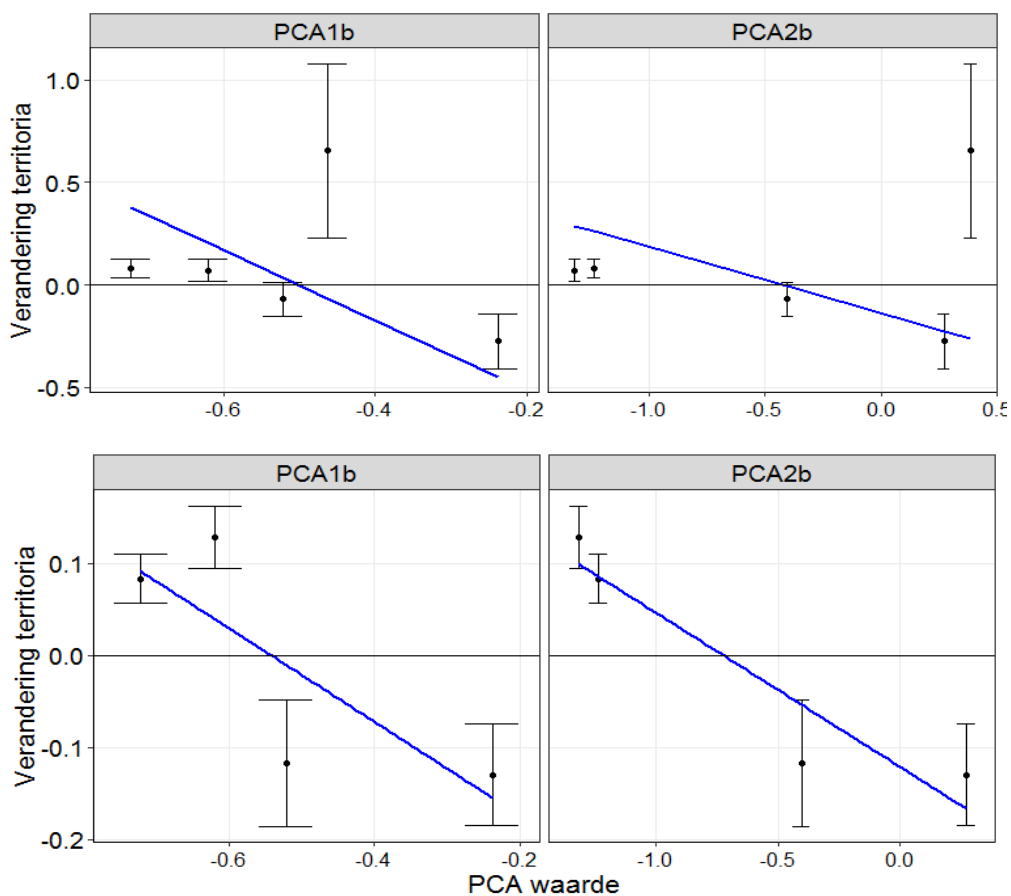 PCA1b PCA2b
1.0
0.5
0.0
-0.5
Verandering territoria
-0.6 -0.4 -0.2 -1.0 -0.5 0.0 0.5
PCA1b PCA2b
0.1
0.0
-0.1
-0.2
Verandering territoria
-0.6 -0.4 -0.2 -1.0 -0.5 0.0
PCA waarde